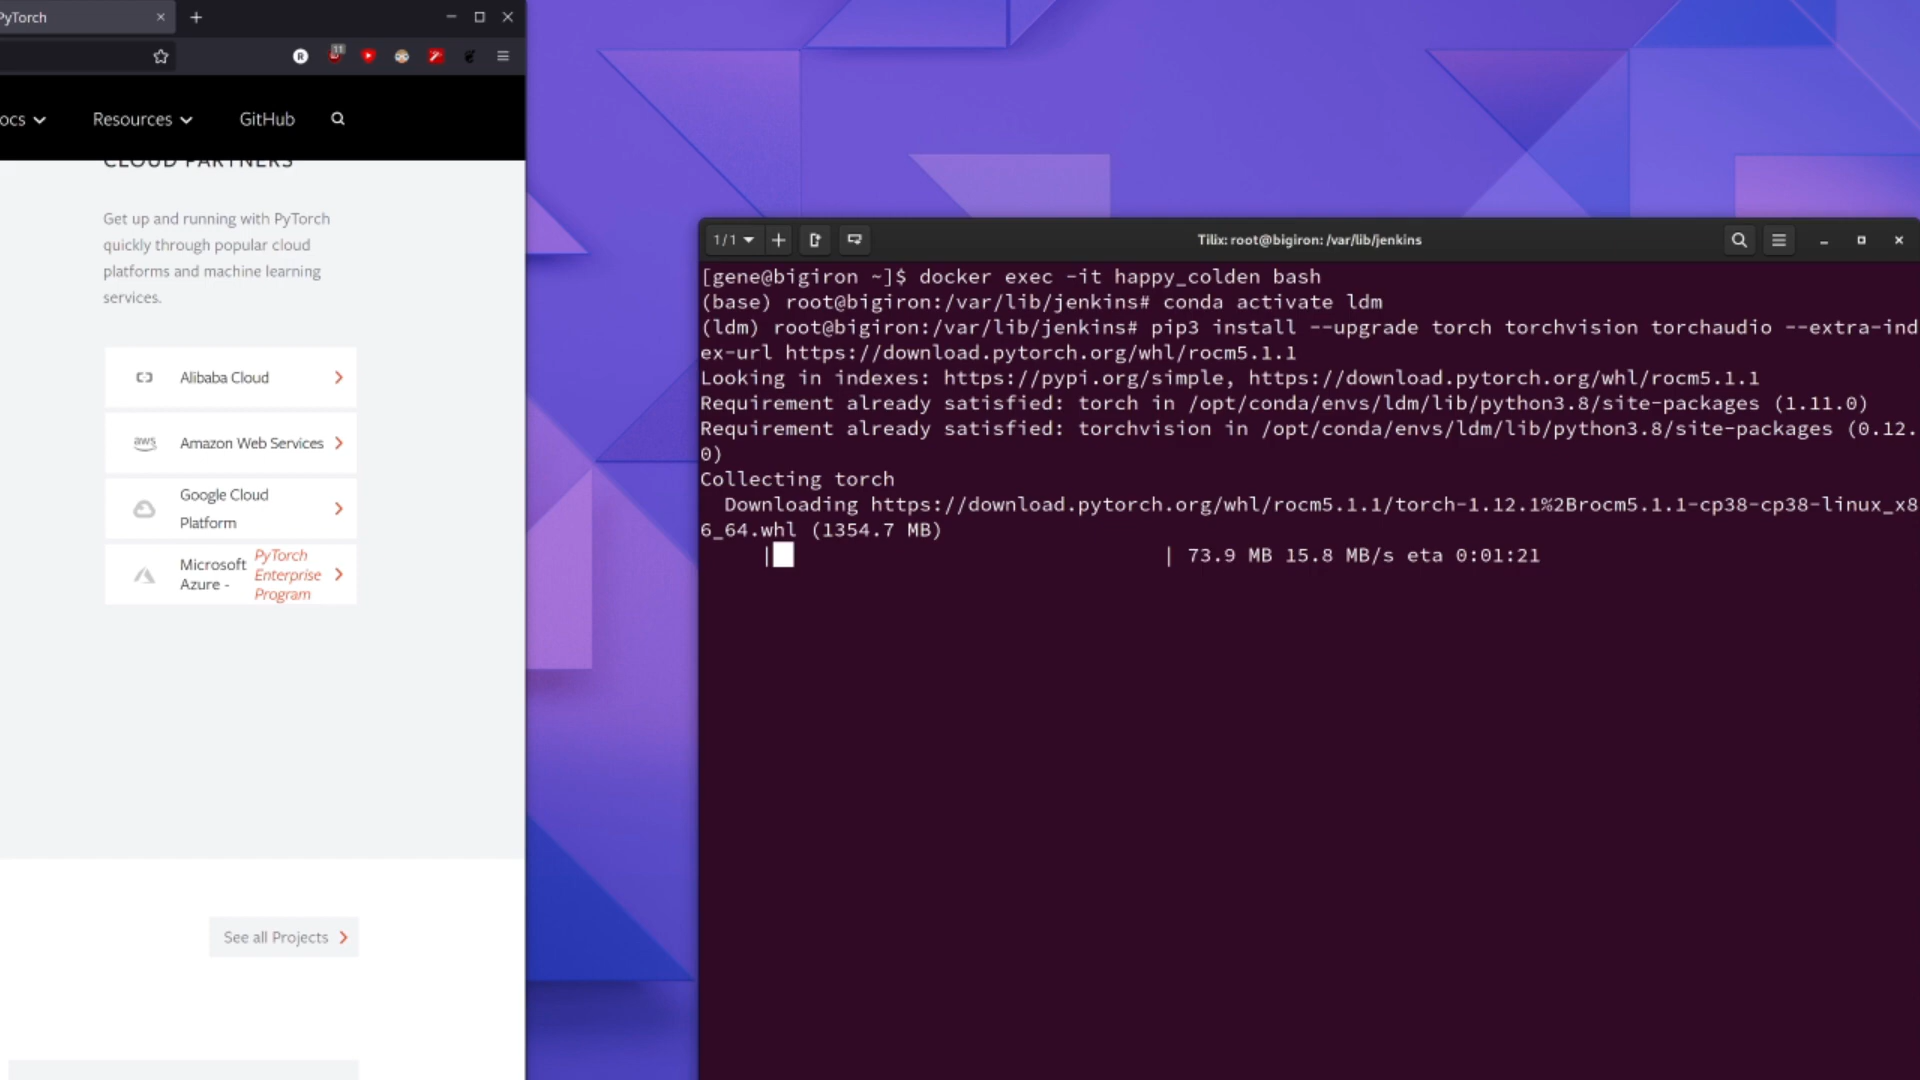 PyTorch
11
ocs
Resources
GitHub
CLOUD PARTNERS
Get up and running with PyTorch
quickly through popular cloud
platforms and machine learning
services.
Alibaba Cloud
aws
Amazon Web Services
Google Cloud
Platform
Microsoft
Azure -
PyTorch
Enterprise
Program
See all Projects
1/1
Tilix: root@bigiron: /var/lib/jenkins
[gene@bigiron ~]$ docker exec -it happy_colden bash
(base) root@bigiron:/var/lib/jenkins# conda activate ldm
(ldm) root@bigiron:/var/lib/jenkins# pip3 install --upgrade torch torchvision torchaudio --extra-ind
ex-url https://download.pytorch.org/whl/rocm5.1.1
Looking in indexes: https://pypi.org/simple, https://download.pytorch.org/whl/rocm5.1.1
Requirement already satisfied: torch in /opt/conda/envs/ldm/lib/python3.8/site-packages (1.11.0)
Requirement already satisfied: torchvision in /opt/conda/envs/ldm/lib/python3.8/site-packages (0.12.
0)
Collecting torch
Downloading https://download.pytorch.org/whl/rocm5.1.1/torch-1.12.1%2Brocm5.1.1-cp38-cp38-linux_x8
6_64.whl (1354.7 MB)
| | 73.9 MB 15.8 MB/s eta 0:01:21